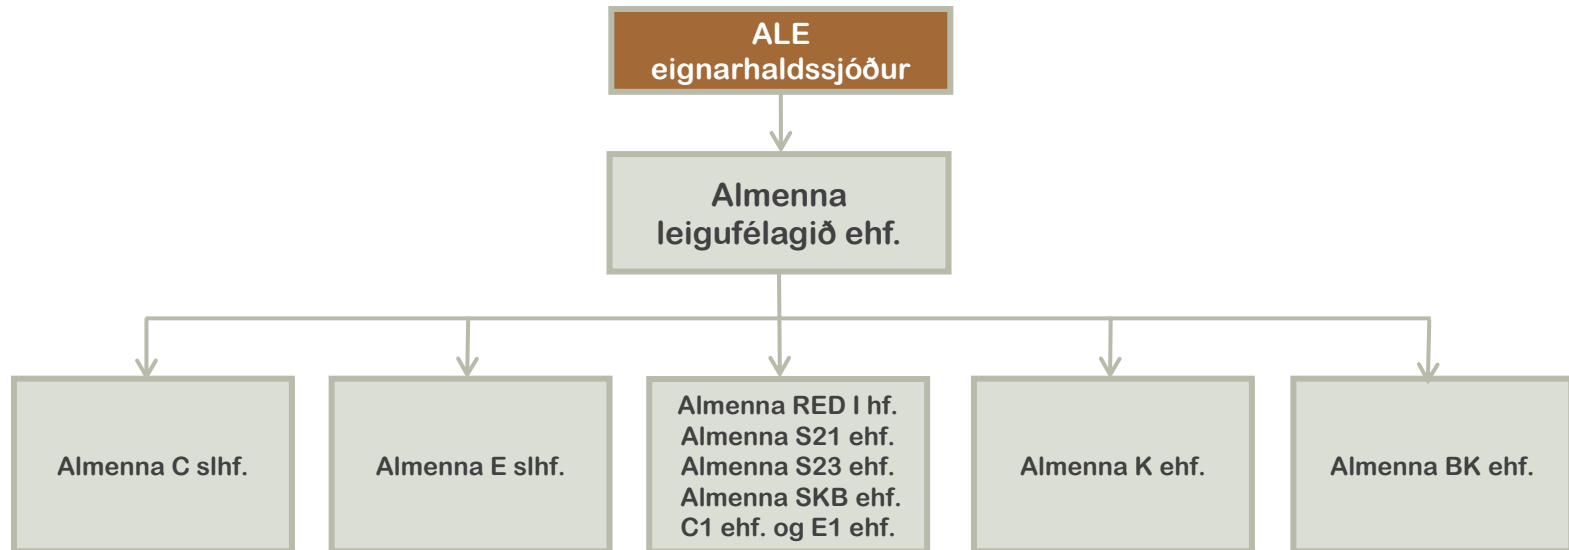 ALE
eignarhaldssjóður
Almenna
leigufélagið ehf.
Almenna C slhf.
Almenna E slhf.
Almenna RED I hf.
Almenna S21 ehf.
Almenna S23 ehf.
Almenna SKB ehf.
C1 ehf. og E1 ehf.
Almenna K ehf.
Almenna BK ehf.